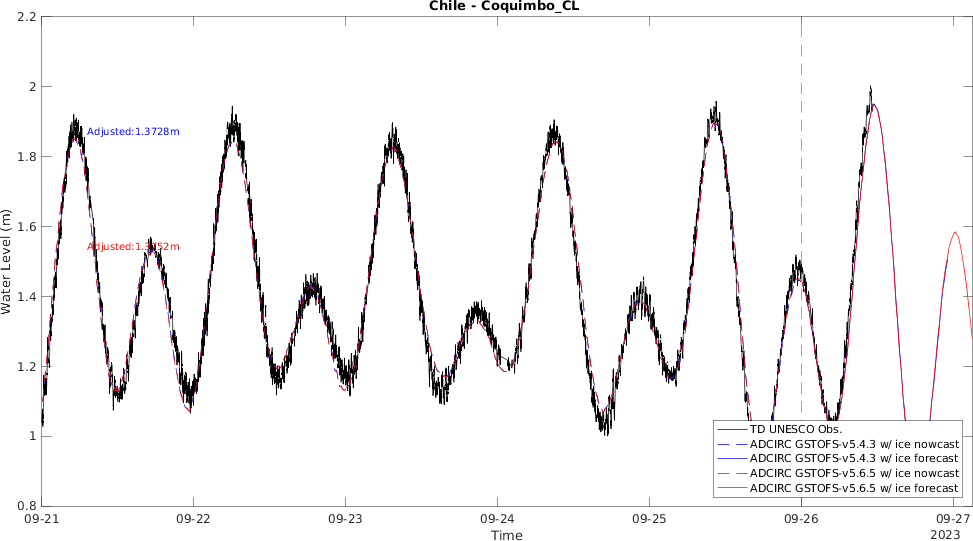 Chile - Coquimbo_CL
2.2
2
1.8
1.6
1.4
1.2
1
0.8
Water Level (m)
Adjusted:1.3728m
Adjusted:1.3752m
TD UNESCO Obs.
ADCIRC GSTOFS-v5.4.3 w/ ice nowcast
ADCIRC GSTOFS-v5.4.3 w/ ice forecast
ADCIRC GSTOFS-v5.6.5 w/ ice nowcast
ADCIRC GSTOFS-v5.6.5 w/ ice forecast
09-21 09-22 09-23 09-24 09-25 09-26 09-27
Time
2023